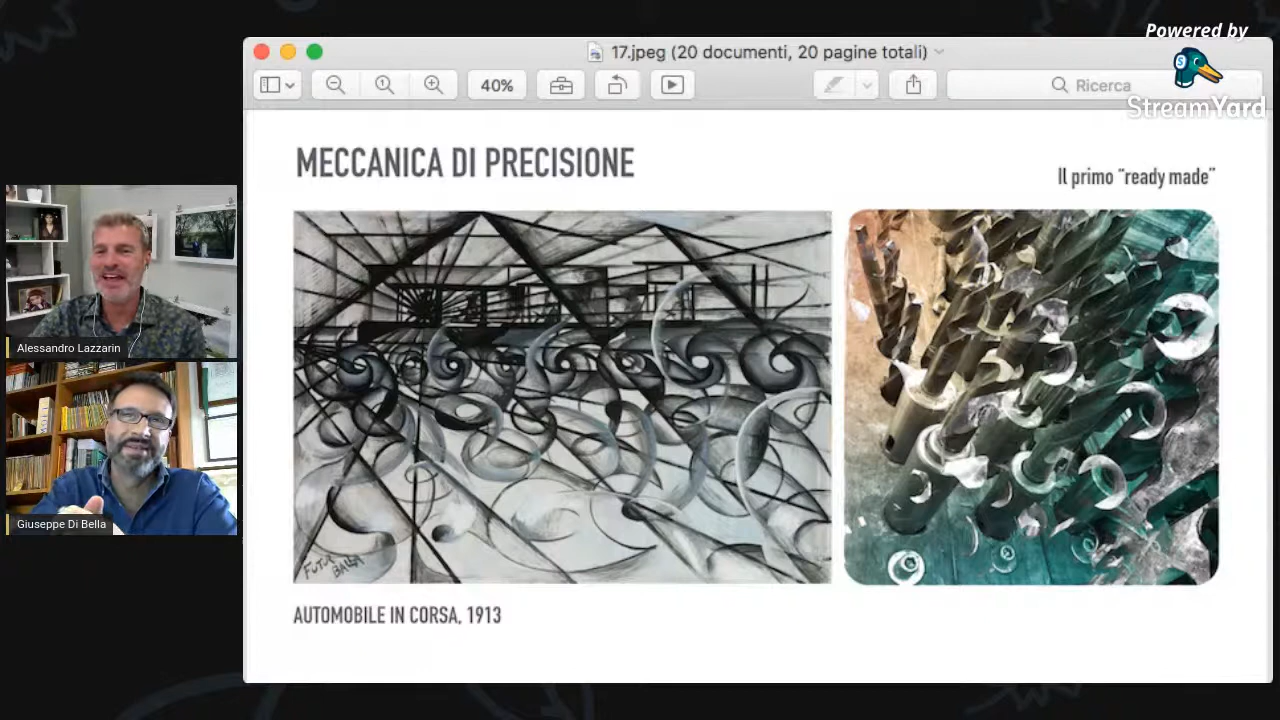 Powered by
StreamYard
17.jpeg (20 documenti, 20 pagine totali)
40%
Ricerca
MECCANICA DI PRECISIONE
Il primo “ready made”
FUTUR
BALLA
AUTOMOBILE IN CORSA, 1913
Alessandro Lazzarin
Giuseppe Di Bella